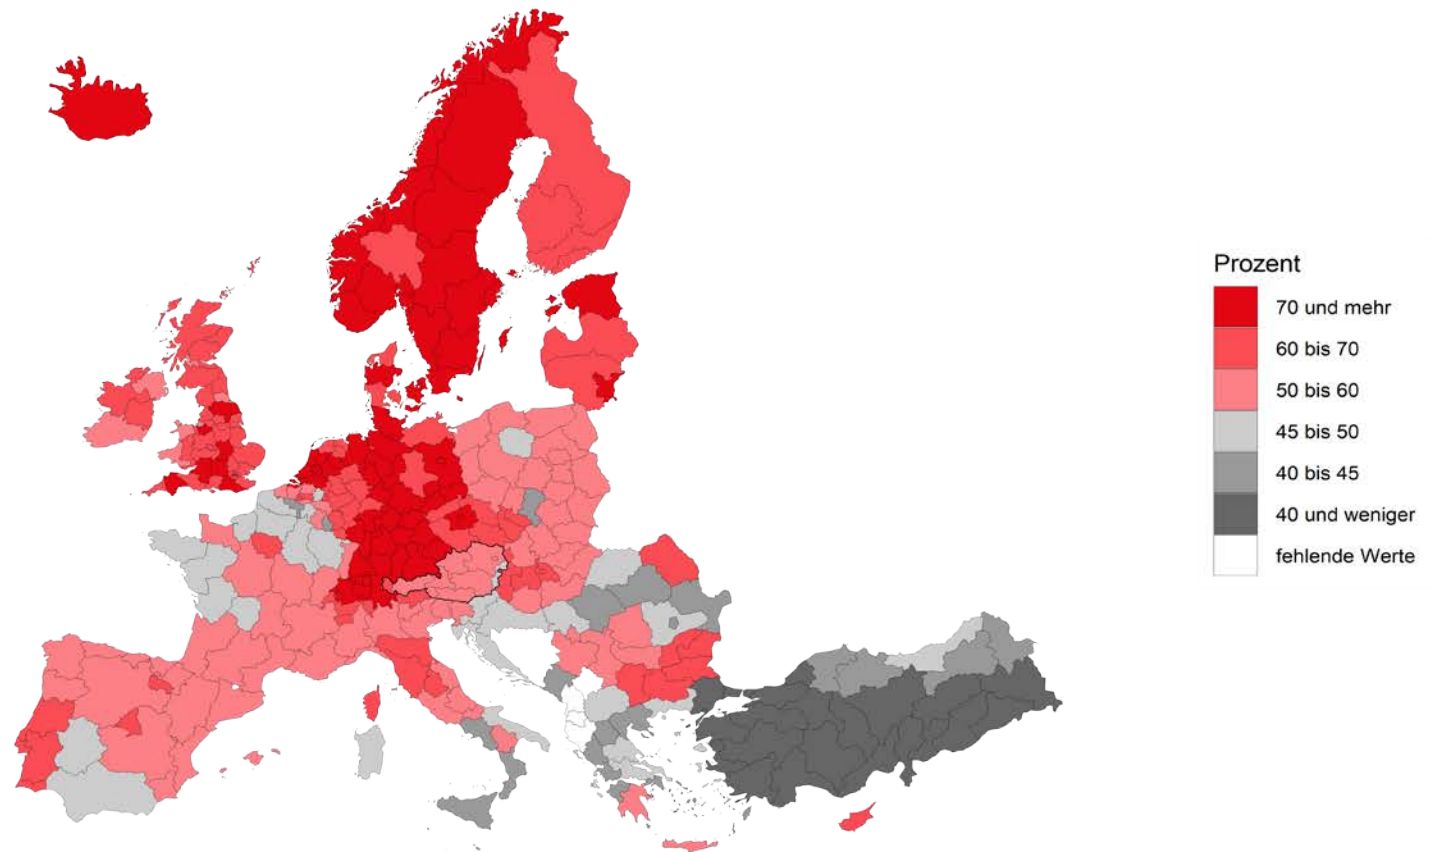 Prozent
70 und mehr
60 bis 70
50 bis 60
45 bis 50
40 bis 45
40 und weniger
fehlende Werte